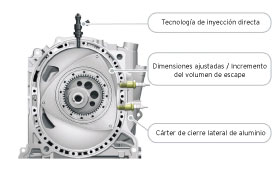 Tecnología de inyección directa
Dimensiones ajustadas / Incremento
del volumen de escape
Cárter de cierre lateral de aluminio